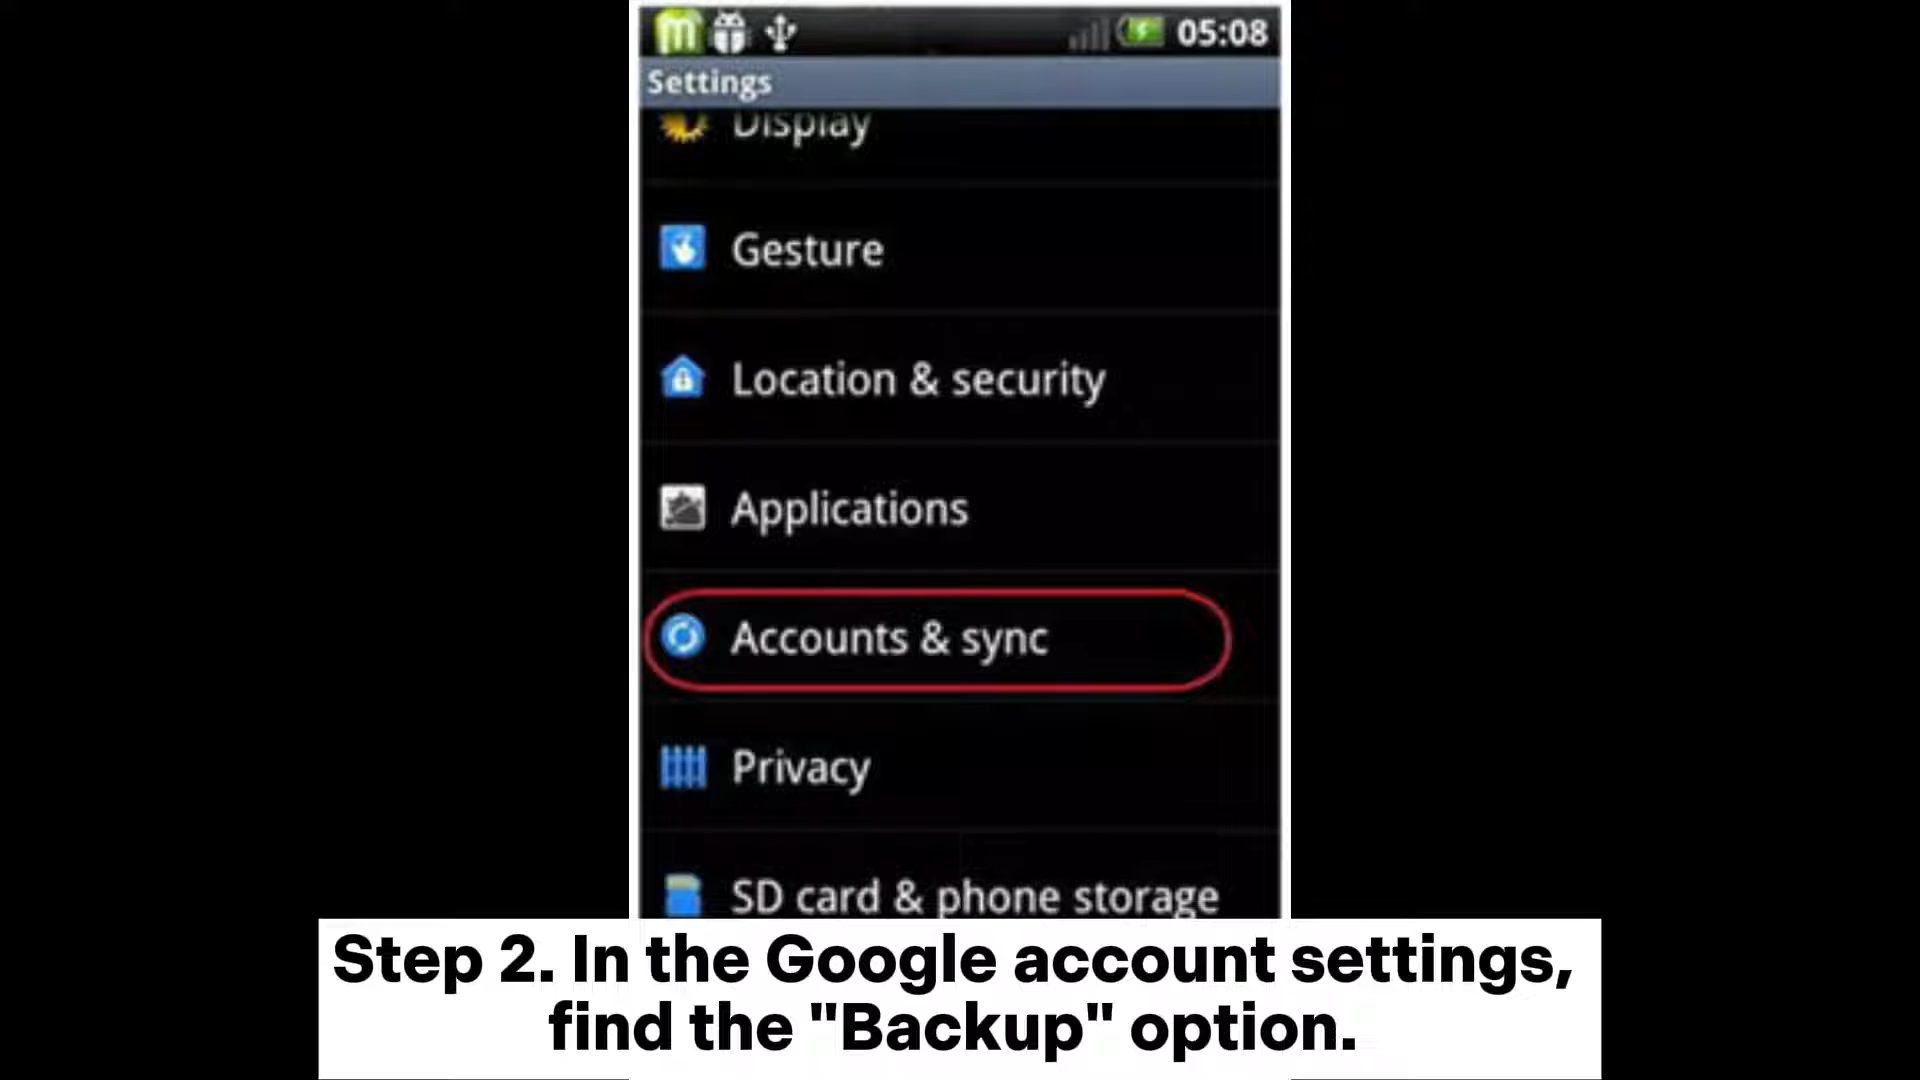 05:08
Settings
Display
Gesture
Location & security
Applications
Accounts & sync
Privacy
SD card & phone storage
Step 2. In the Google account settings,
find the "Backup" option.